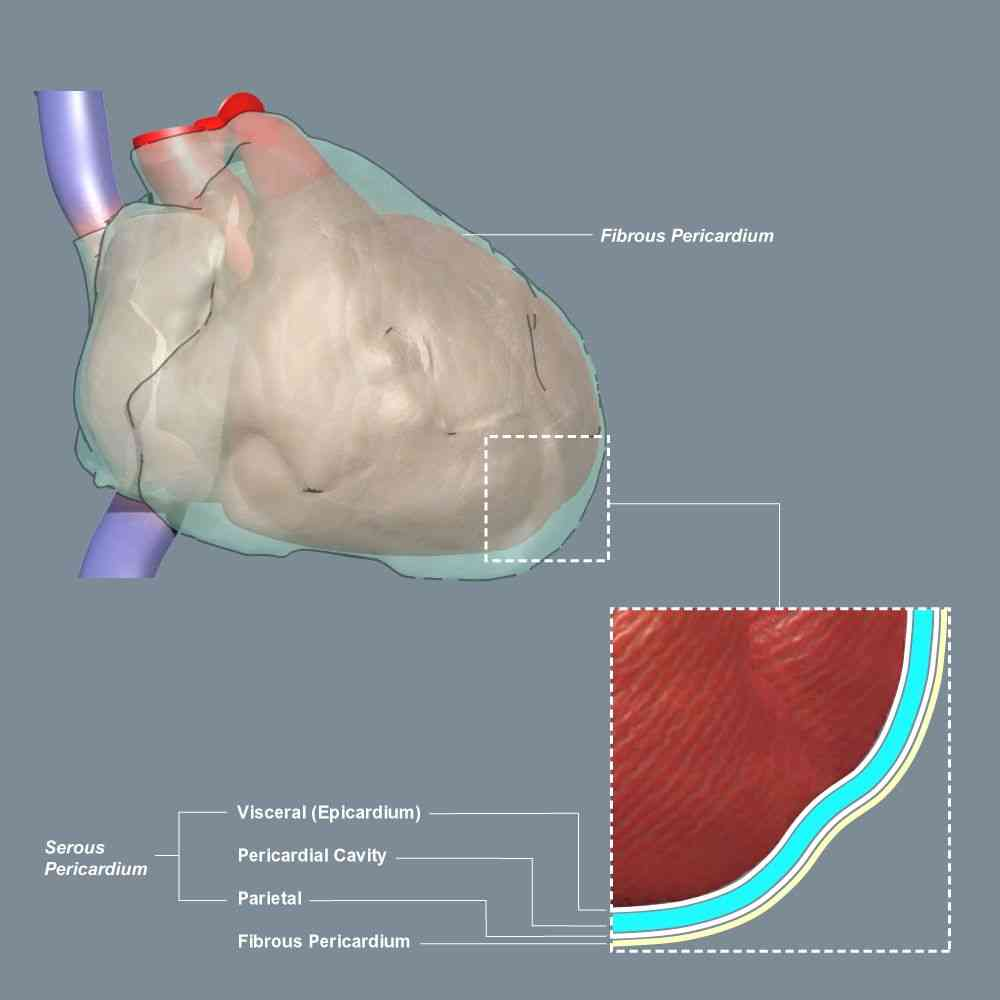 Fibrous Pericardium
Visceral (Epicardium)
Serous
Pericardium
Pericardial Cavity
Parietal
Fibrous Pericardium